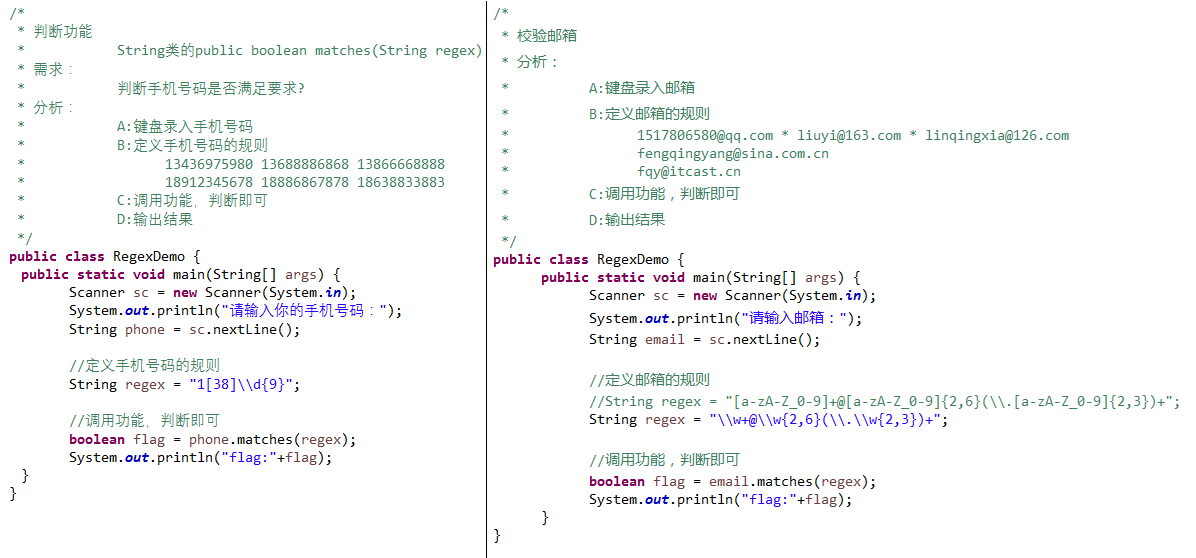 /*
 * 判断功能
 *          String类的public boolean matches(String regex)
 * 需求：
 *          判断手机号码是否满足要求?
 * 分析：
 *          A:键盘录入手机号码
 *          B:定义手机号码的规则
 *                13436975980 13688886868 13866668888
 *                18912345678 18886867878 18638833883
 *          C:调用功能，判断即可
 *          D:输出结果
 */
public class RegexDemo {
  public static void main(String[] args) {
        Scanner sc = new Scanner(System.in);
        System.out.println("请输入你的手机号码：");
        String phone = sc.nextLine();
        //定义手机号码的规则
        String regex = "1[38]\\d{9}";
        //调用功能，判断即可
        boolean flag = phone.matches(regex);
        System.out.println("flag:"+flag);
  }
}
/*
 * 校验邮箱
 * 分析：
 *          A:键盘录入邮箱
 *          B:定义邮箱的规则
 *                1517806580@qq.com * liuyi@163.com * linqingxia@126.com
 *                fengqingyang@sina.com.cn
 *                fqy@itcast.cn
 *          C:调用功能，判断即可
 *          D:输出结果
 */
public class RegexDemo {
      public static void main(String[] args) {
            Scanner sc = new Scanner(System.in);
            System.out.println("请输入邮箱：");
            String email = sc.nextLine();
            //定义邮箱的规则
            //String regex = "[a-zA-Z_0-9]+@[a-zA-Z_0-9]{2,6}(\\.[a-zA-Z_0-9]{2,3})+";
            String regex = "\\w+@\\w{2,6}(\\.\\w{2,3})+";
            //调用功能，判断即可
            boolean flag = email.matches(regex);
            System.out.println("flag:"+flag);
      }
}